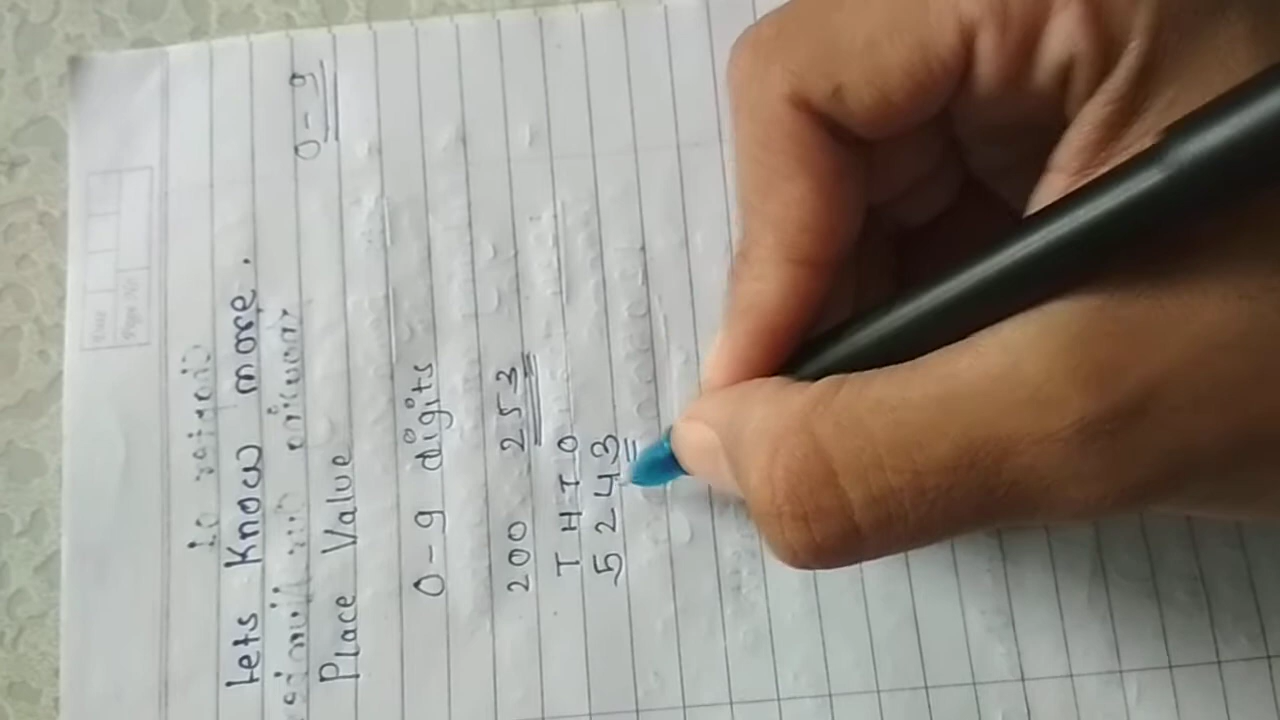 Lets Know more.
Place Value 0-9
0-9 digits
200 253
T H T O
5 2 4 3